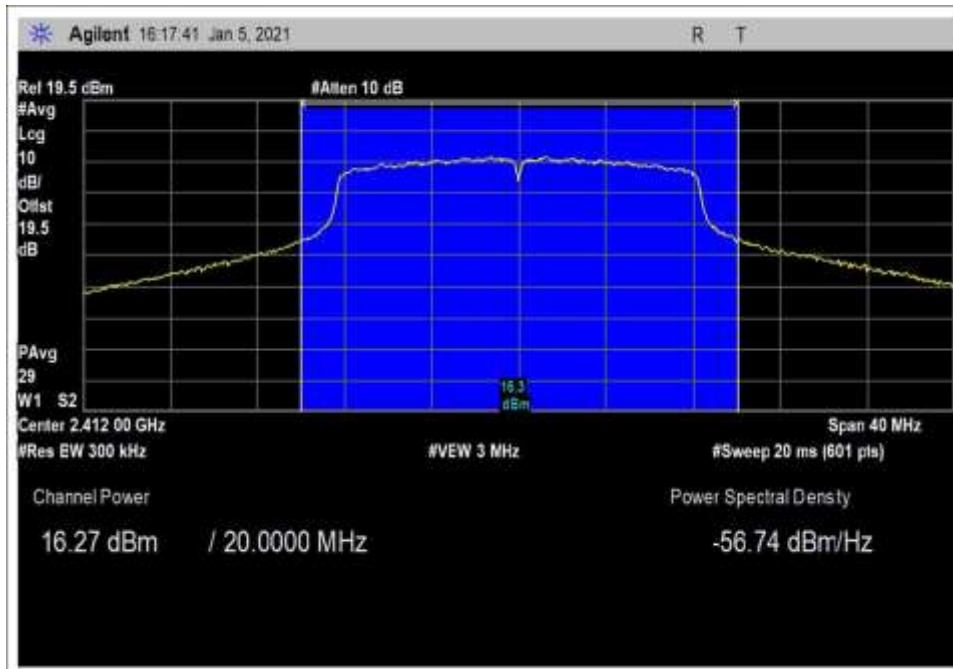 Agilent 16:17:41 Jan 5, 2021 R T
Ref 19.5 dBm #Atten 10 dB
#Avg
Log
10
dB/
Offst
19.5
dB
PAvg
29
W1 S2
16.3
dBm
Center 2.412 00 GHz Span 40 MHz
#Res BW 300 kHz #VBW 3 MHz #Sweep 20 ms (601 pts)
Channel Power Power Spectral Density
16.27 dBm / 20.0000 MHz -56.74 dBm/Hz